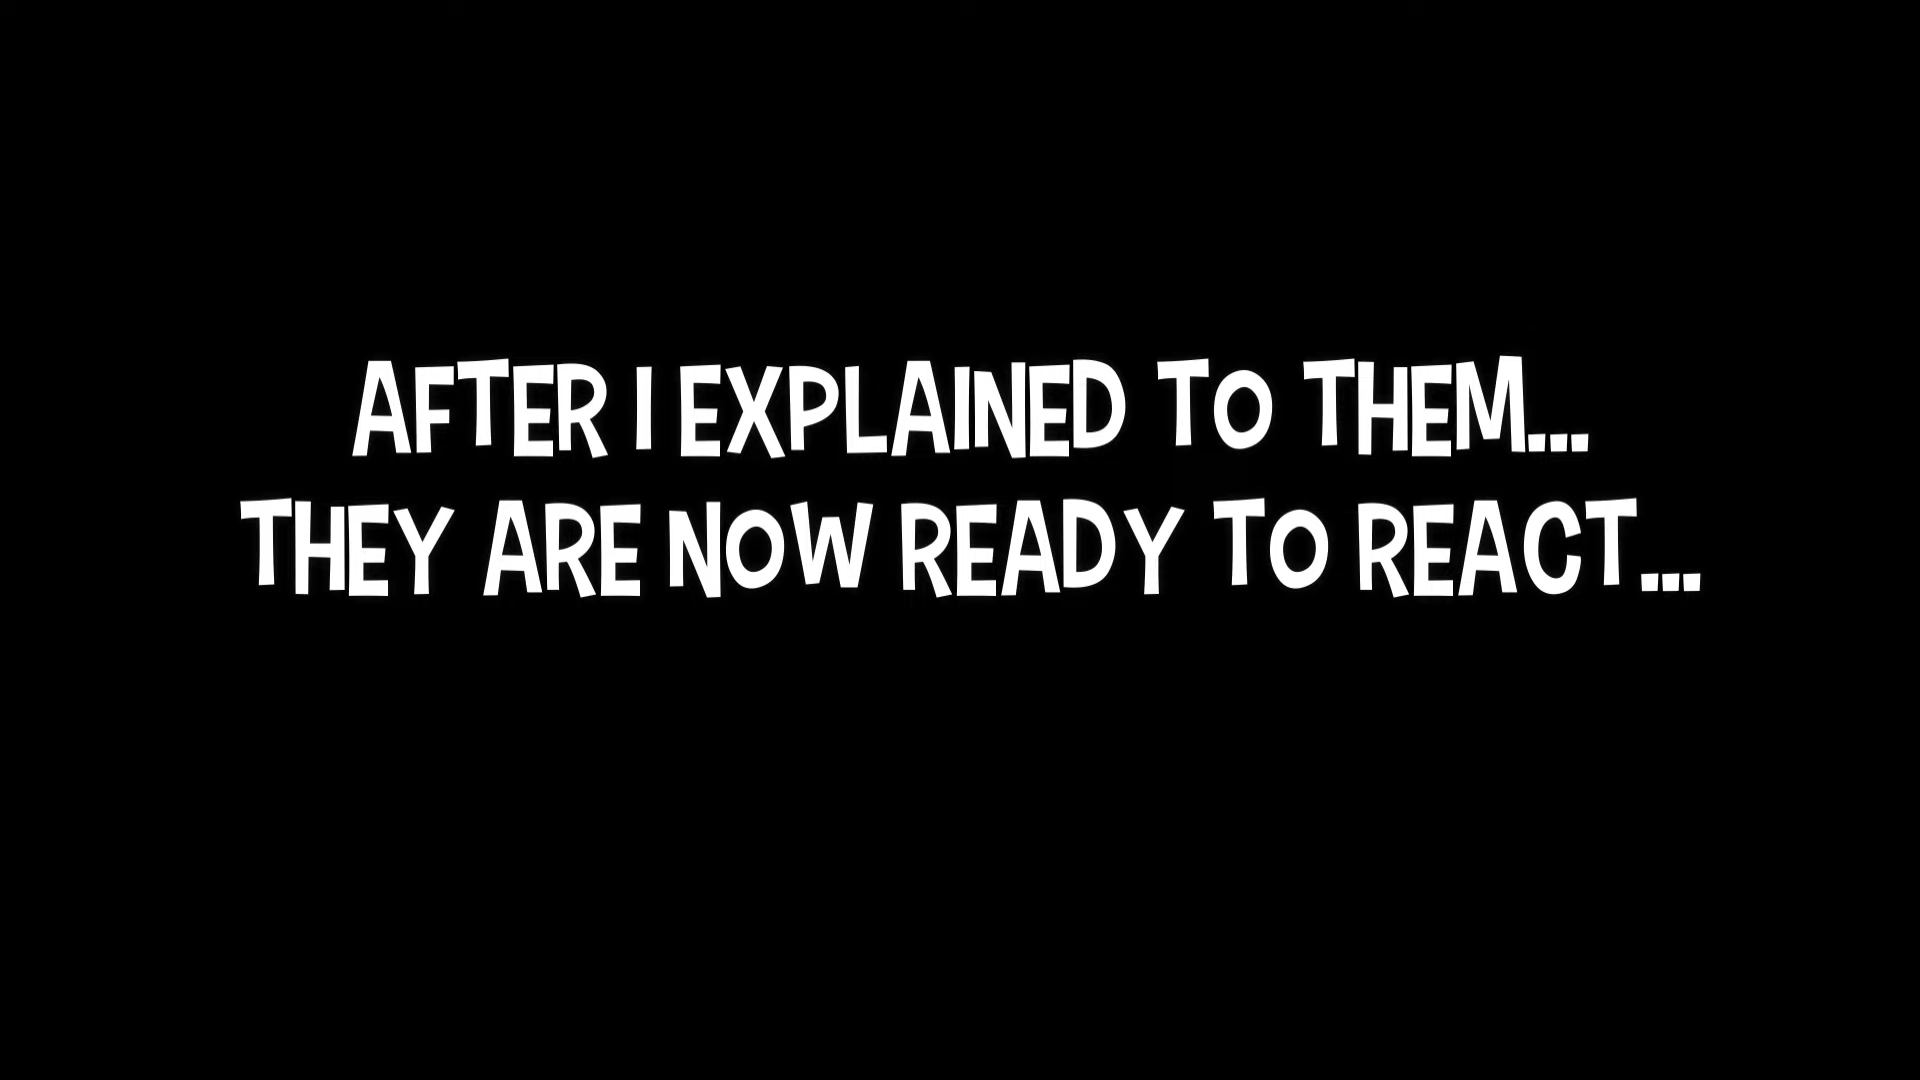 AFTER I EXPLAINED TO THEM...
THEY ARE NOW READY TO REACT...